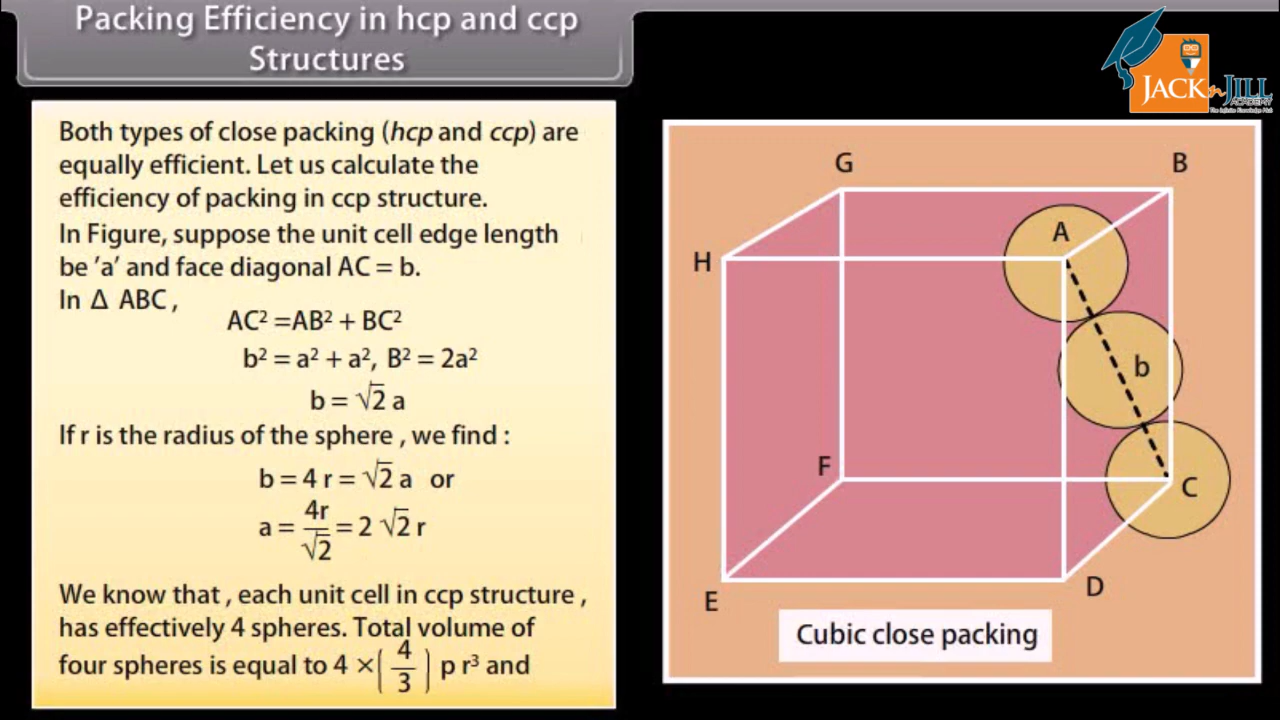 Packing Efficiency in hcp and ccp
Structures
JACK n JILL
ACADEMY
Both types of close packing (hcp and ccp) are
equally efficient. Let us calculate the
efficiency of packing in ccp structure.
In Figure, suppose the unit cell edge length
be 'a' and face diagonal AC = b.
In Δ ABC ,
AC² =AB² + BC²
b² = a² + a², B² = 2a²
b = √2 a
If r is the radius of the sphere , we find :
b = 4 r = √2 a or
a = 4r/√2 = 2 √2 r
We know that , each unit cell in ccp structure ,
has effectively 4 spheres. Total volume of
four spheres is equal to 4 ×(4/3) p r³ and
G
B
A
H
b
F
C
E
D
Cubic close packing